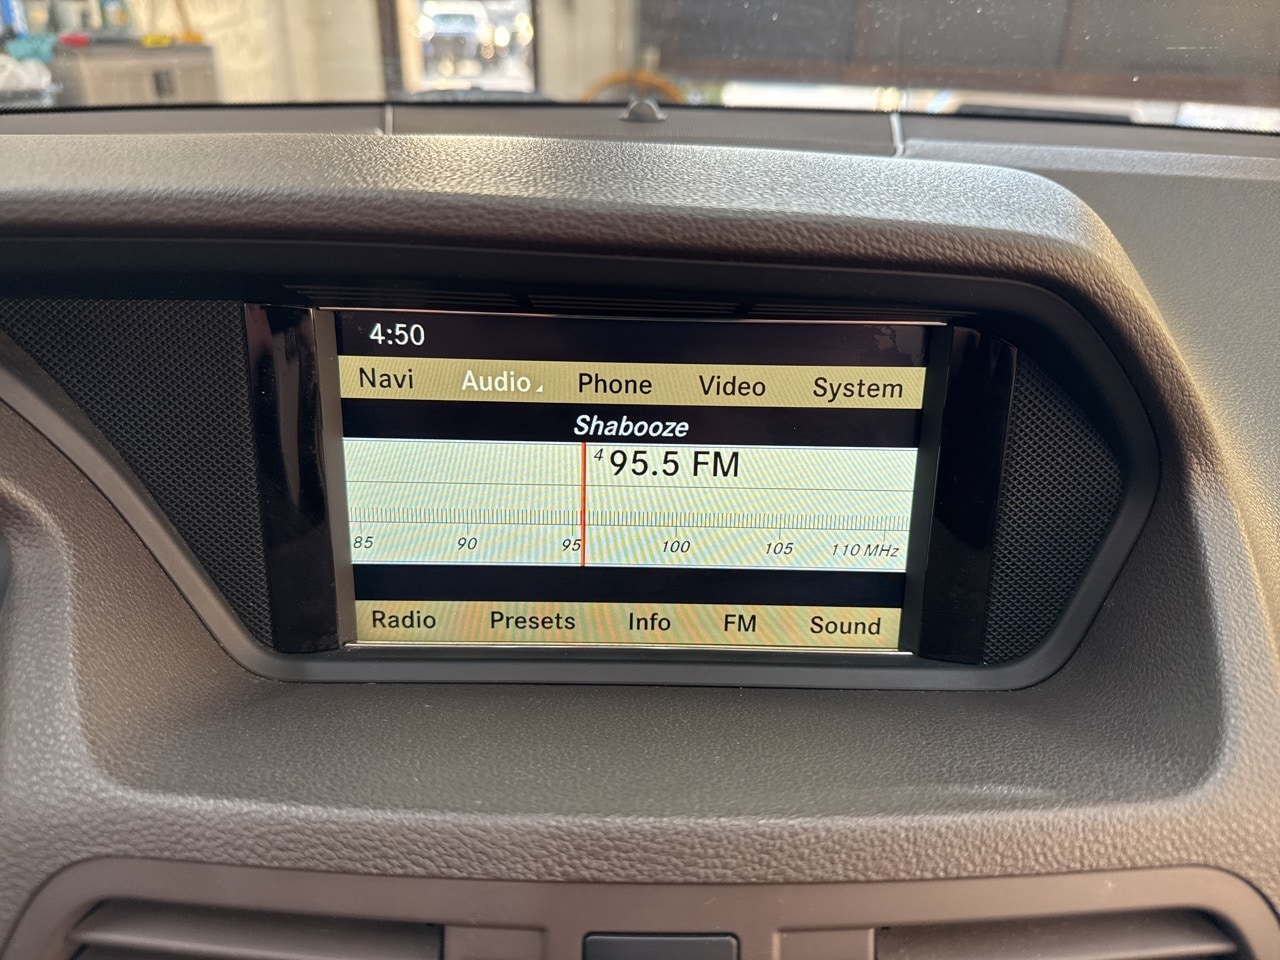 4:50
Navi Audio Phone Video System
Shabooze
4 95.5 FM
85 90 95 100 105 110 MHz
Radio Presets Info FM Sound